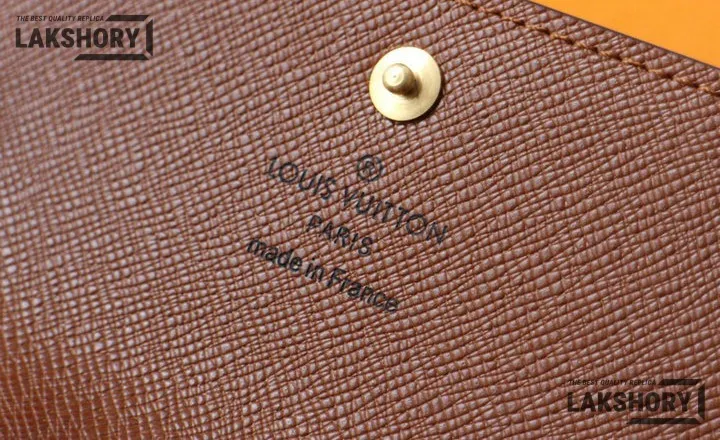 THE BEST QUALITY REPLICA
LAKSHORY
®
LOUIS VUITTON
PARIS
made in France
THE BEST QUALITY REPLICA
LAKSHORY